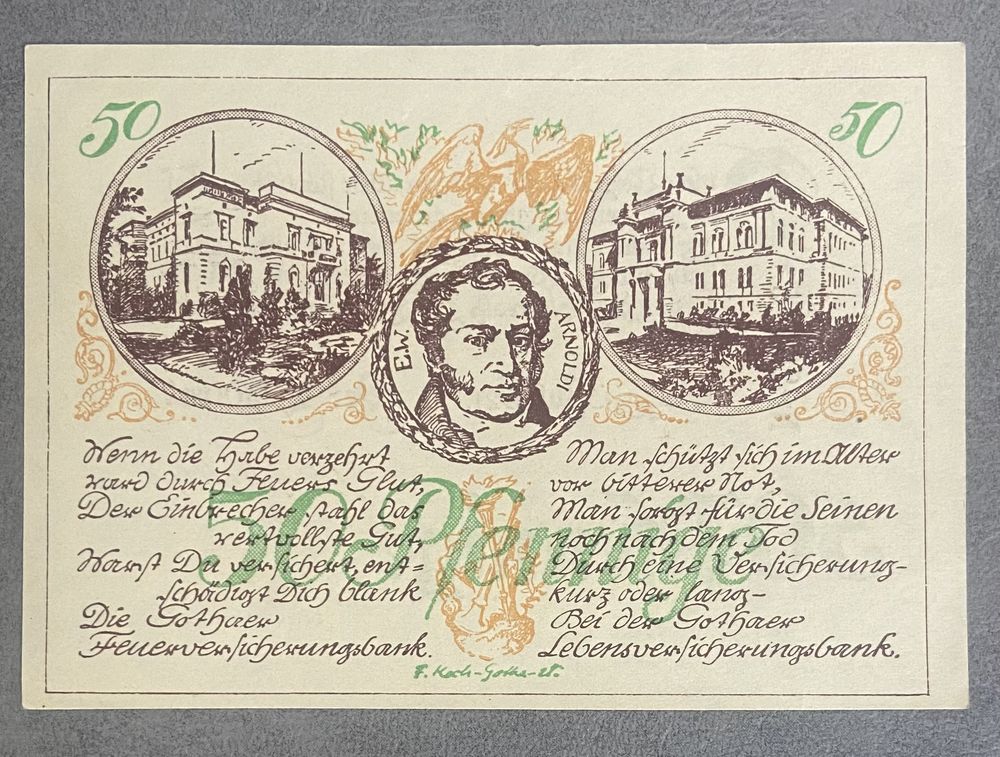 50
50
E.W. ARNOLDI
Wenn die Habe verzehrt
ward durch Feuers Glut,
Der Einbrecher stahl das
wertvollste Gut,
Warst Du versichert, ent=
schädigt Dich blank
Die Gothaer
Feuerversicherungsbank.
Man schützt sich im Alter
vor bitterer Not,
Man sorgt für die Seinen
noch nach dem Tod
Durch eine Versicherung-
kurz oder lang-
Bei der Gothaer
Lebensversicherungsbank.
50 Pfennige
F. Koch-Gotha-